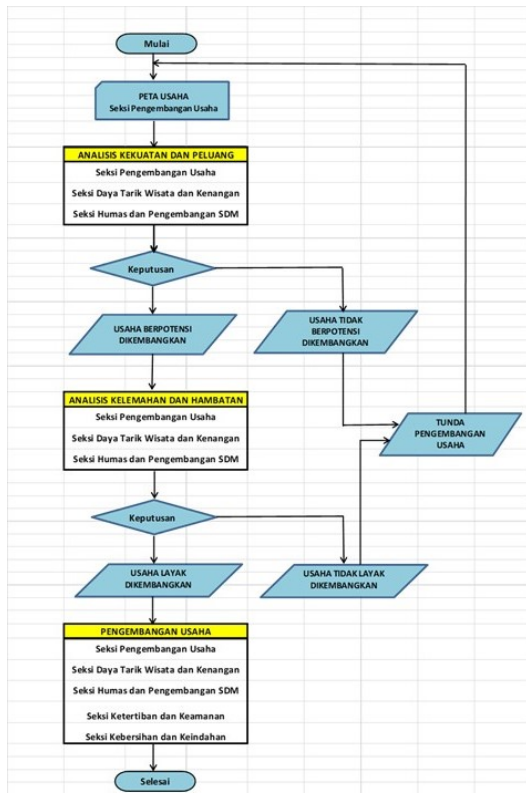 Mulai
PETA USAHA
Seksi Pengembangan Usaha
ANALISIS KEKUATAN DAN PELUANG
Seksi Pengembangan Usaha
Seksi Daya Tarik Wisata dan Kenangan
Seksi Humas dan Pengembangan SDM
Keputusan
USAHA BERPOTENSI
DIKEMBANGKAN
USAHA TIDAK
BERPOTENSI
DIKEMBANGKAN
ANALISIS KELEMAHAN DAN HAMBATAN
Seksi Pengembangan Usaha
Seksi Daya Tarik Wisata dan Kenangan
Seksi Humas dan Pengembangan SDM
TUNDA
PENGEMBANGAN
USAHA
Keputusan
USAHA LAYAK
DIKEMBANGKAN
USAHA TIDAK LAYAK
DIKEMBANGKAN
PENGEMBANGAN USAHA
Seksi Pengembangan Usaha
Seksi Daya Tarik Wisata dan Kenangan
Seksi Humas dan Pengembangan SDM
Seksi Ketertiban dan Keamanan
Seksi Kebersihan dan Keindahan
Selesai